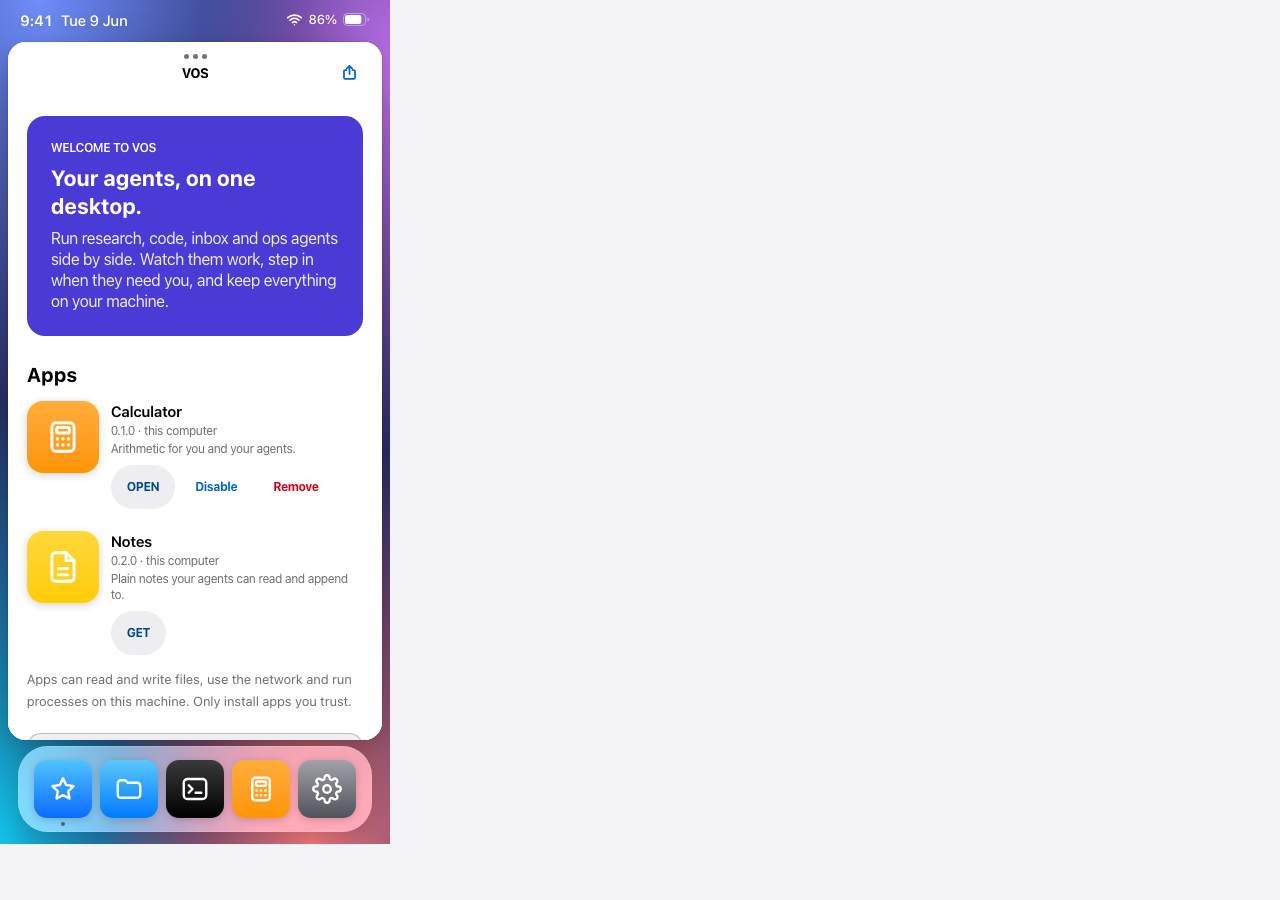 9:41 Tue 9 Jun 86%
VOS
WELCOME TO VOS
Your agents, on one
desktop.
Run research, code, inbox and ops agents
side by side. Watch them work, step in
when they need you, and keep everything
on your machine.
Apps
Calculator
0.1.0 · this computer
Arithmetic for you and your agents.
OPEN Disable Remove
Notes
0.2.0 · this computer
Plain notes your agents can read and append
to.
GET
Apps can read and write files, use the network and run
processes on this machine. Only install apps you trust.